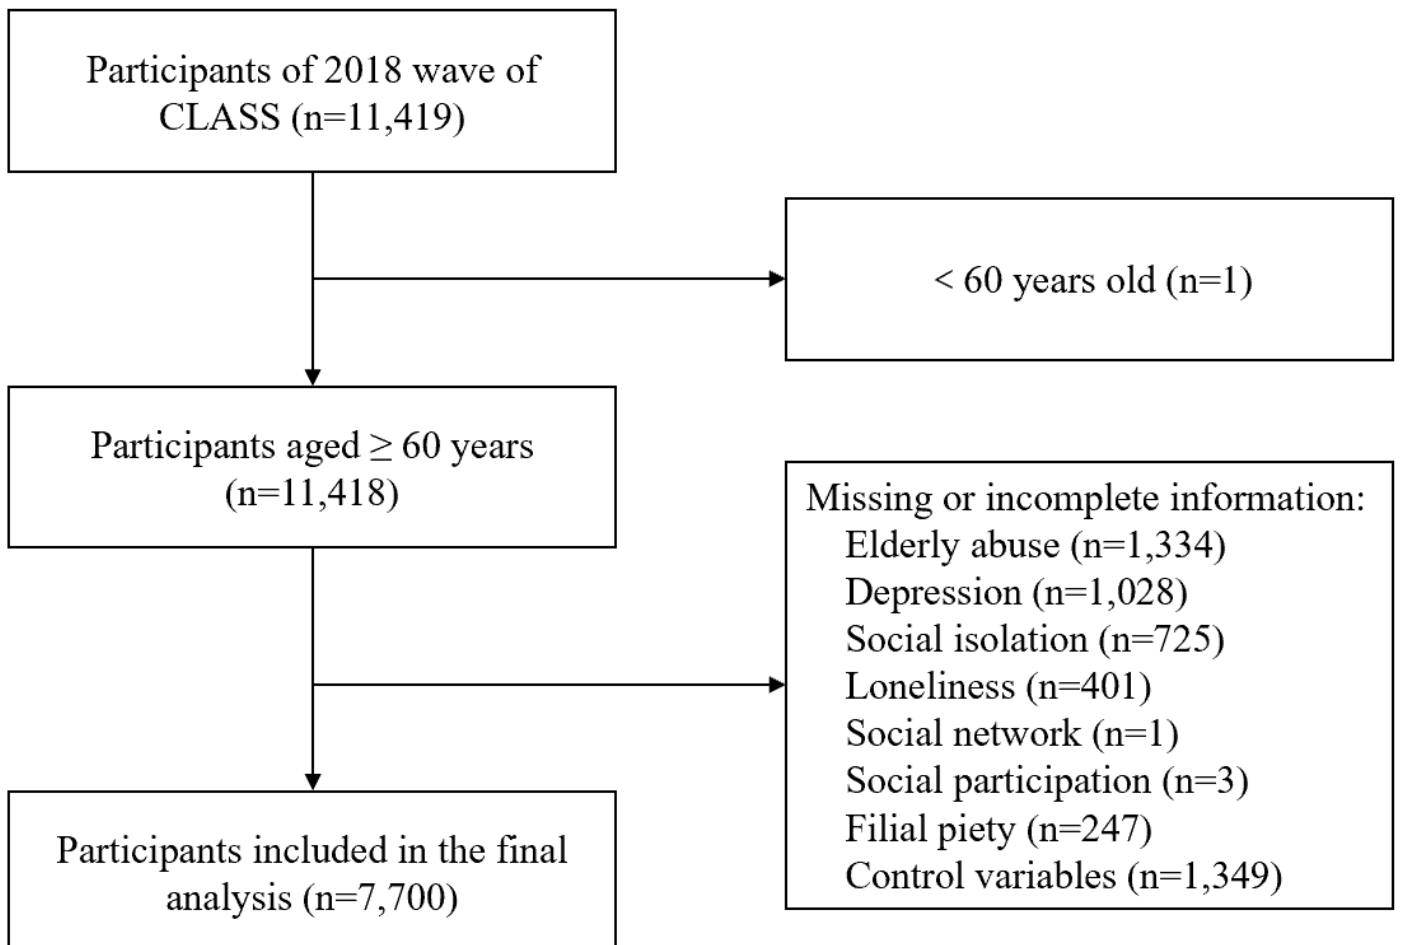 Participants of 2018 wave of
CLASS (n=11,419)
< 60 years old (n=1)
Participants aged ≥ 60 years
(n=11,418)
Missing or incomplete information:
Elderly abuse (n=1,334)
Depression (n=1,028)
Social isolation (n=725)
Loneliness (n=401)
Social network (n=1)
Social participation (n=3)
Filial piety (n=247)
Control variables (n=1,349)
Participants included in the final
analysis (n=7,700)